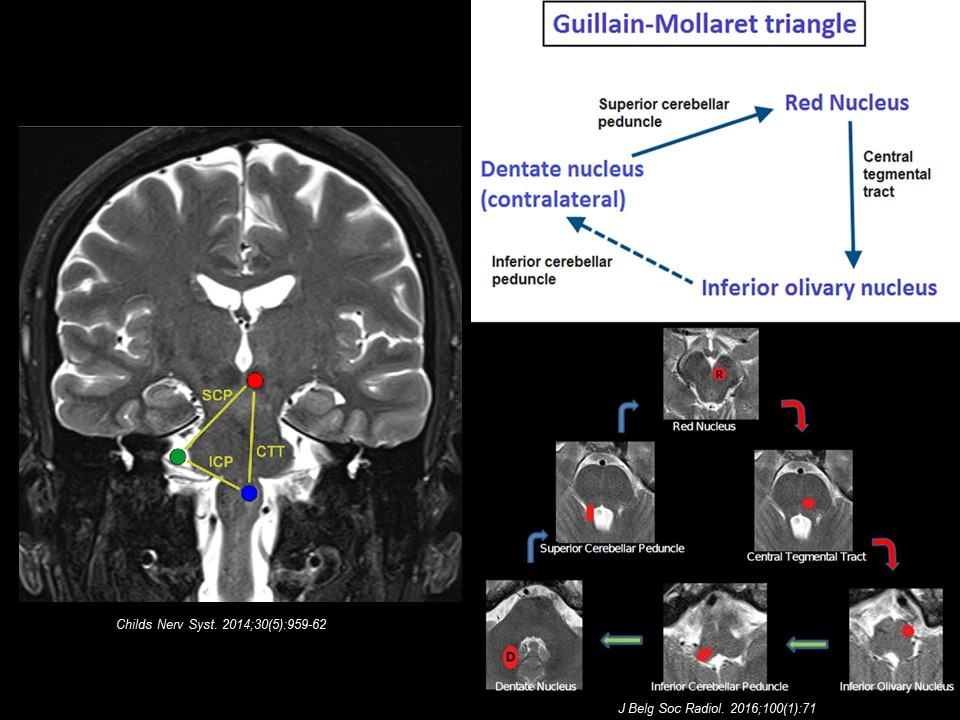 Guillain-Mollaret triangle
Superior cerebellar
peduncle
Red Nucleus
Central
tegmental
tract
Dentate nucleus
(contralateral)
Inferior cerebellar
peduncle
Inferior olivary nucleus
SCP
ICP
CTT
Childs Nerv Syst. 2014;30(5):959-62
R
Red Nucleus
Superior Cerebellar Peduncle
Central Tegmental Tract
D
Dentate Nucleus
Inferior Cerebellar Peduncle
Inferior Olivary Nucleus
J Belg Soc Radiol. 2016;100(1):71